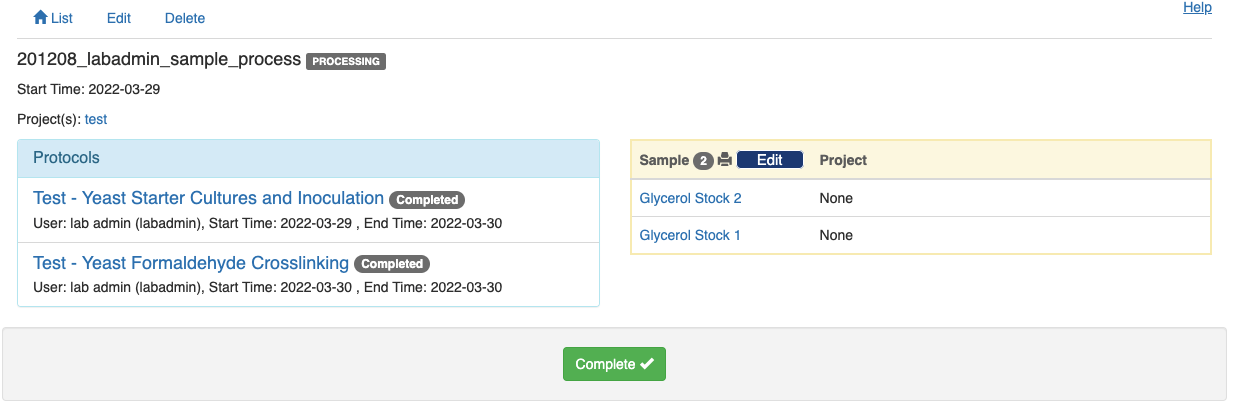 List Edit Delete Help
201208_labadmin_sample_process PROCESSING
Start Time: 2022-03-29
Project(s): test
Protocols
Test - Yeast Starter Cultures and Inoculation Completed
User: lab admin (labadmin), Start Time: 2022-03-29 , End Time: 2022-03-30
Test - Yeast Formaldehyde Crosslinking Completed
User: lab admin (labadmin), Start Time: 2022-03-30 , End Time: 2022-03-30
Sample 2 Edit Project
Glycerol Stock 2 None
Glycerol Stock 1 None
Complete